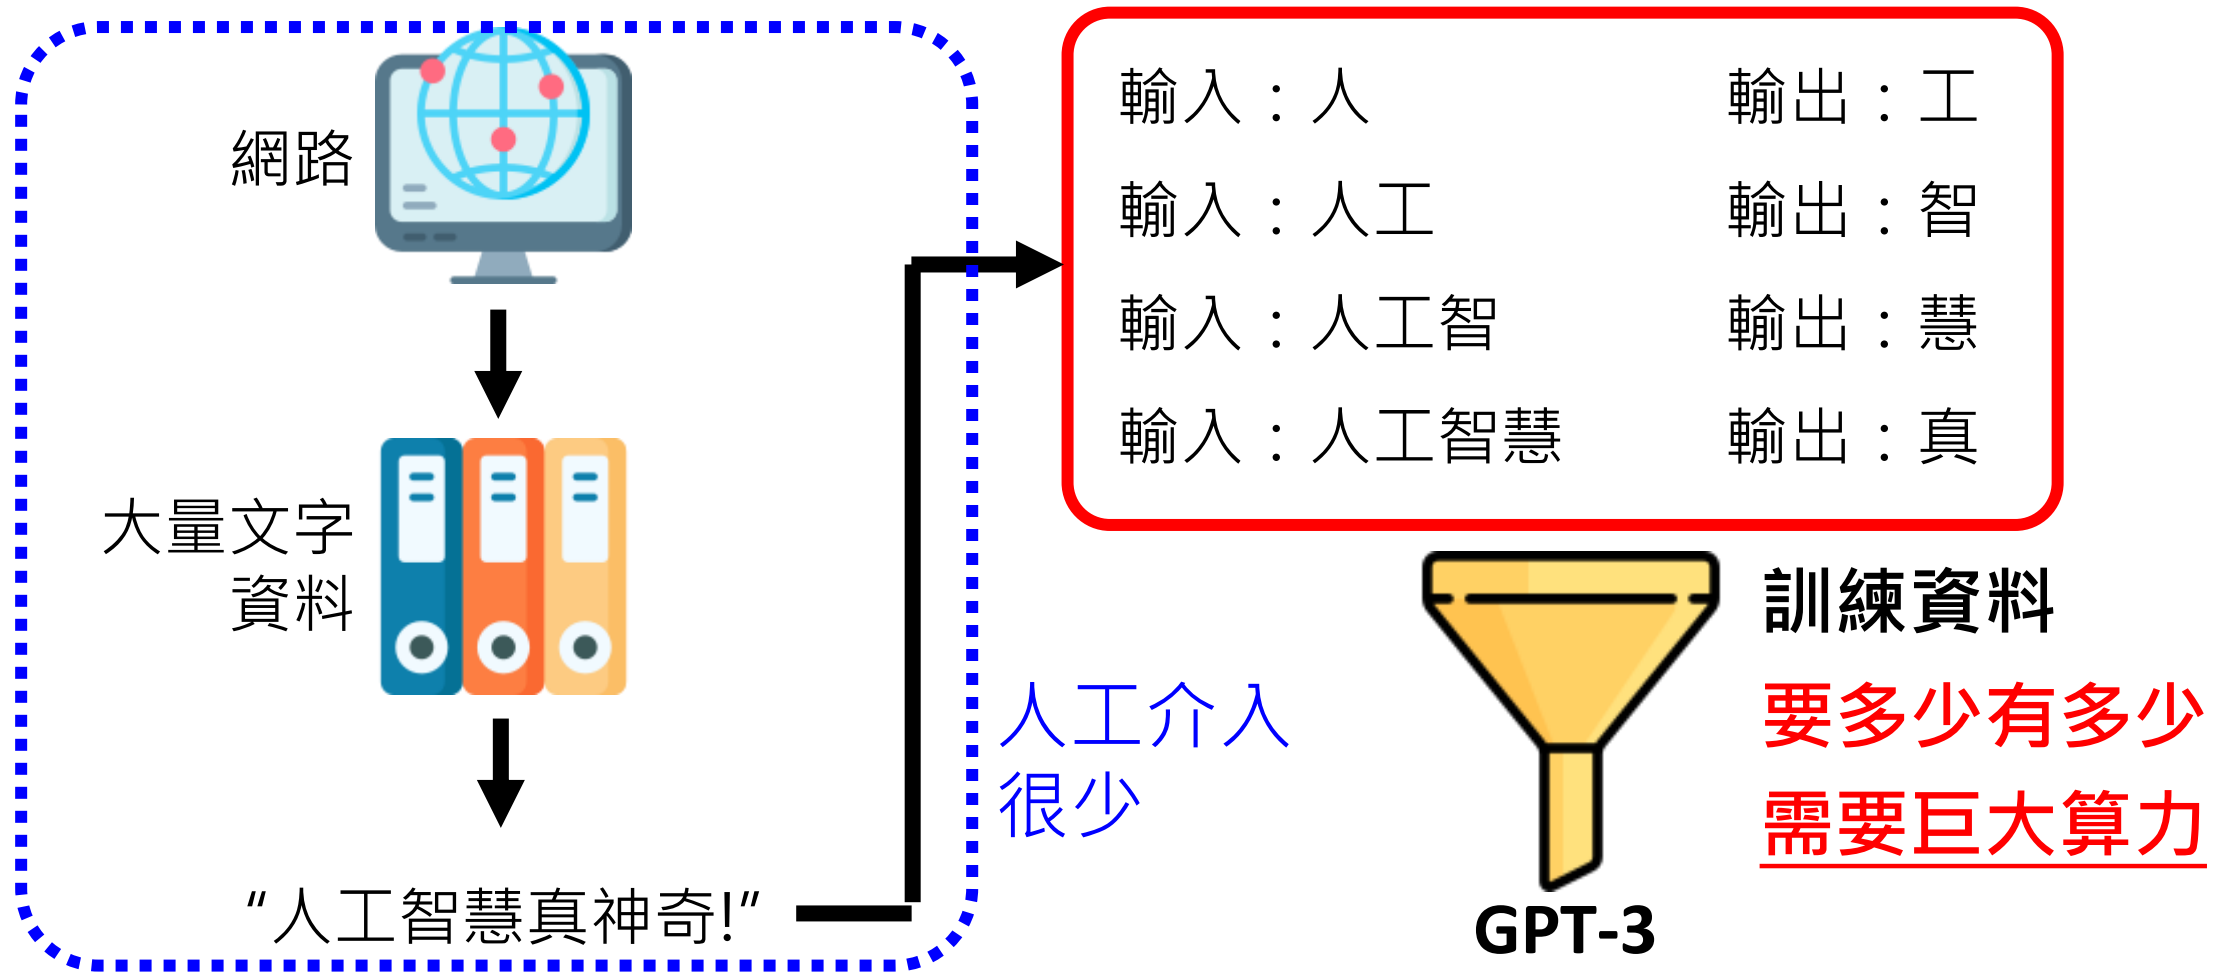 網路
大量文字
資料
“人工智慧真神奇!”
人工介入
很少
輸入：人 輸出：工
輸入：人工 輸出：智
輸入：人工智 輸出：慧
輸入：人工智慧 輸出：真
訓練資料
要多少有多少
需要巨大算力
GPT-3